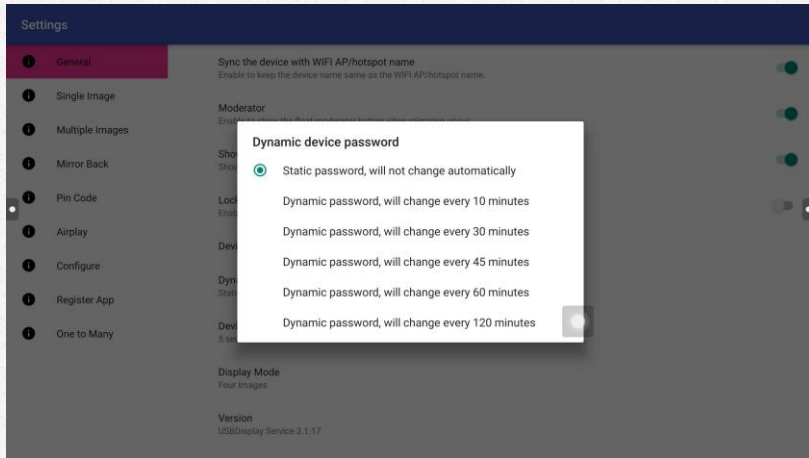 Settings
General
Single Image
Multiple Images
Mirror Back
Pin Code
Airplay
Configure
Register App
One to Many
Sync the device with WIFI AP/hotspot name
Enable to keep the device name same as the WIFI AP/hotspot name.
Moderator
Dynamic device password
Static password, will not change automatically
Dynamic password, will change every 10 minutes
Dynamic password, will change every 30 minutes
Dynamic password, will change every 45 minutes
Dynamic password, will change every 60 minutes
Dynamic password, will change every 120 minutes
Display Mode
Four Images
Version
USBDisplay Service 3.1.17